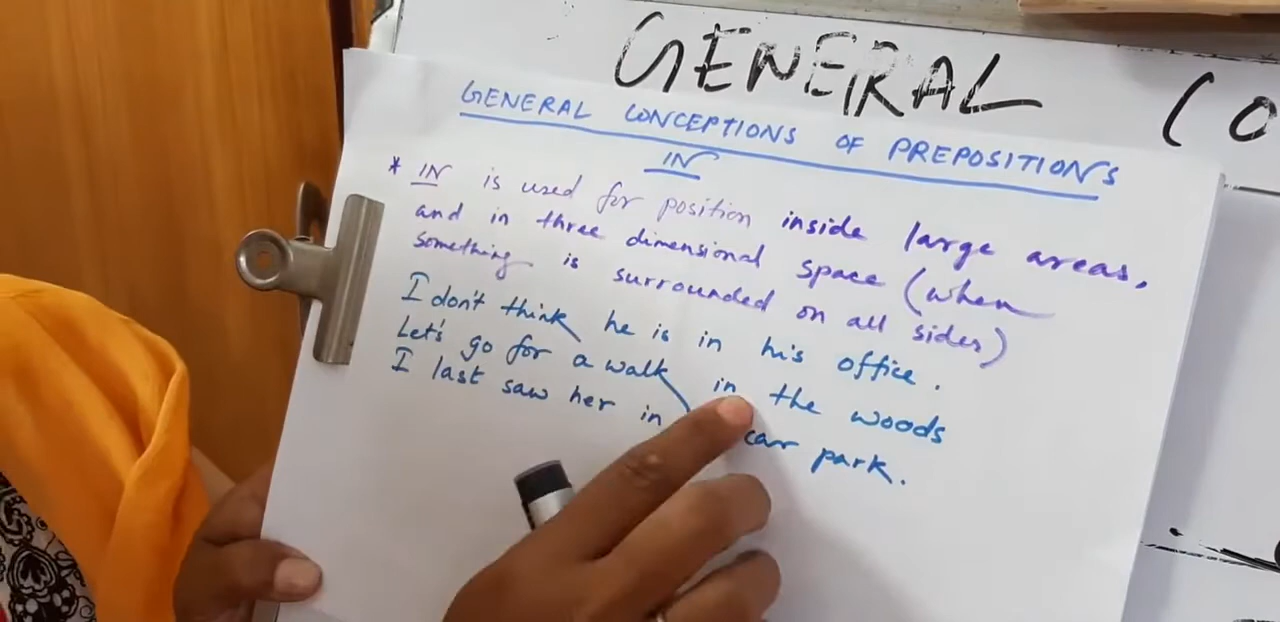 GENERAL CO
GENERAL CONCEPTIONS OF PREPOSITIONS
IN
* IN is used for position inside large areas,
and in three dimensional space (when
something is surrounded on all sides)
I don't think he is in his office.
Let's go for a walk in the woods
I last saw her in car park.